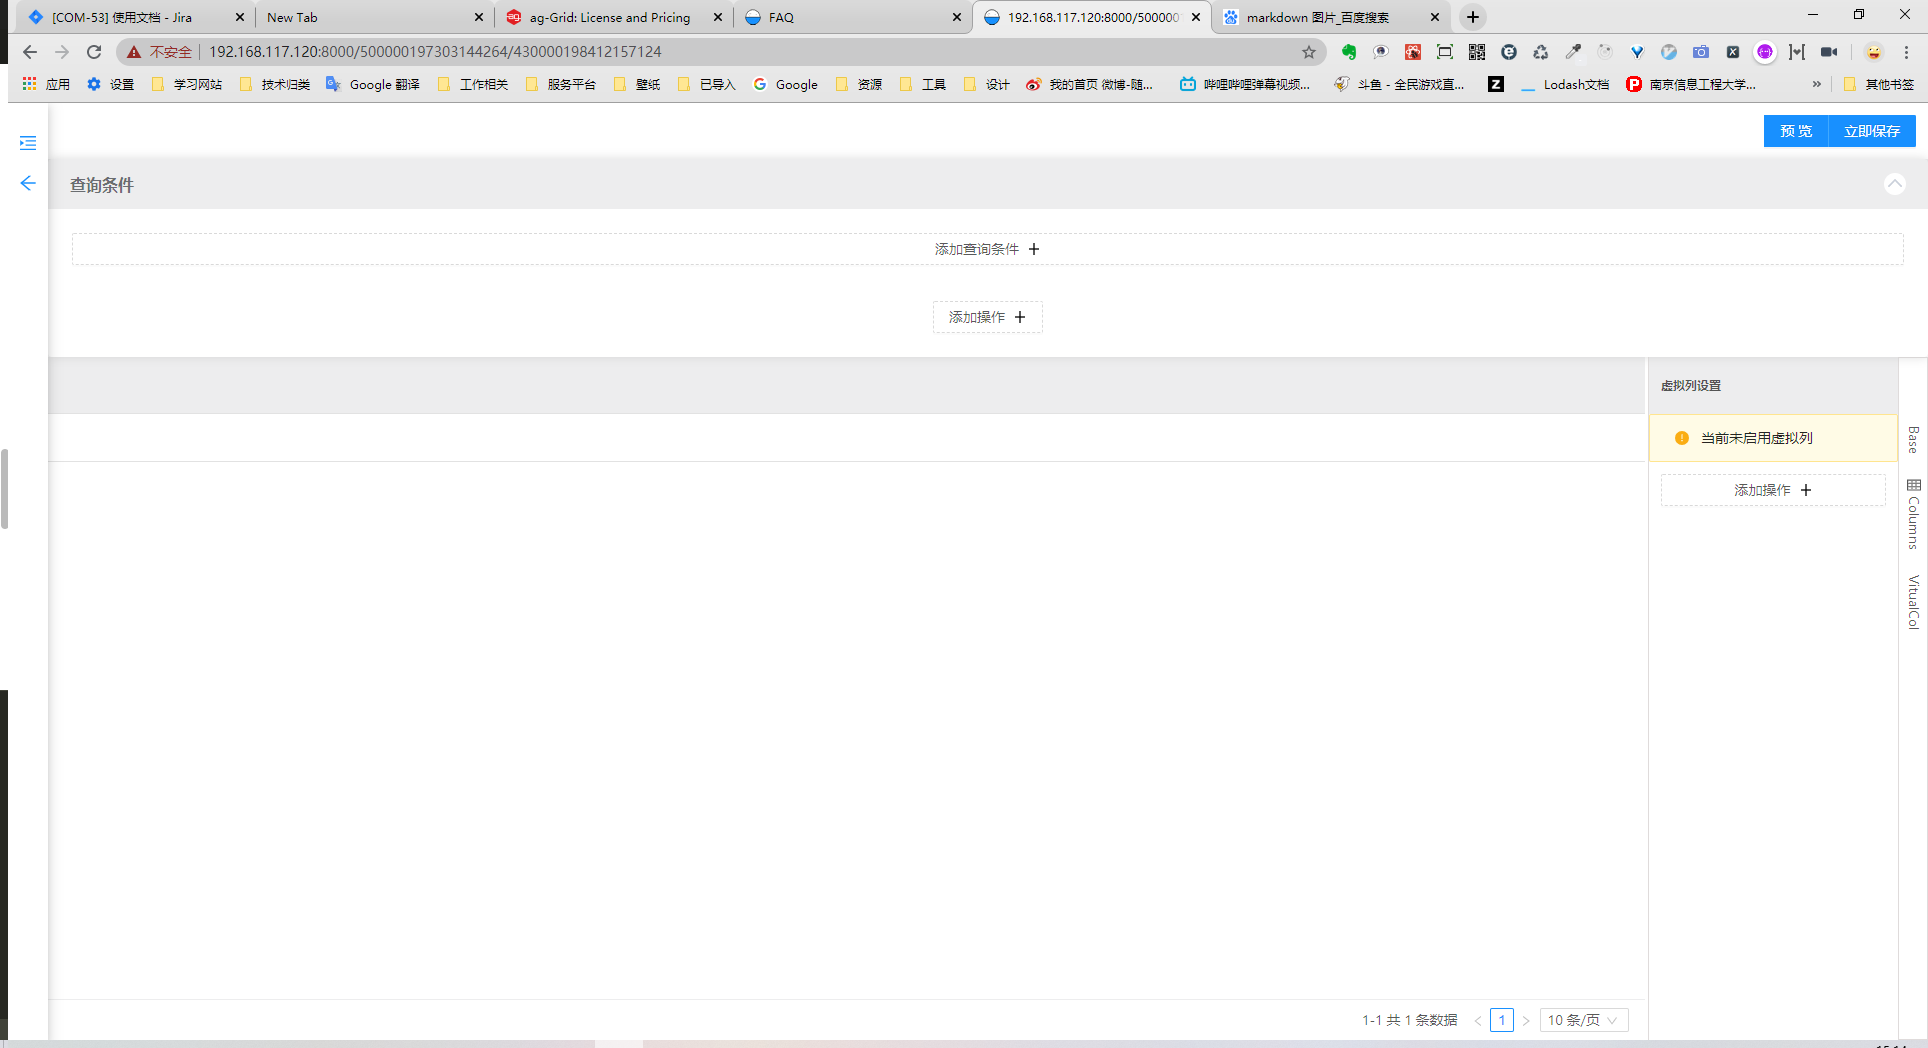 [COM-53] 使用文档 - Jira
New Tab
ag-Grid: License and Pricing
FAQ
192.168.117.120:8000/500000
markdown 图片_百度搜索
不安全 192.168.117.120:8000/500000197303144264/430000198412157124
应用 设置 学习网站 技术归类 Google 翻译 工作相关 服务平台 壁纸 已导入 Google 资源 工具 设计 我的首页 微博-随... 哔哩哔哩弹幕视频... 斗鱼 - 全民游戏直... Z Lodash文档 南京信息工程大学... » 其他书签
预 览 立即保存
查询条件
添加查询条件 +
添加操作 +
虚拟列设置
当前未启用虚拟列
添加操作 +
Base
Columns
VitualCol
1-1 共 1 条数据 < 1 > 10 条/页